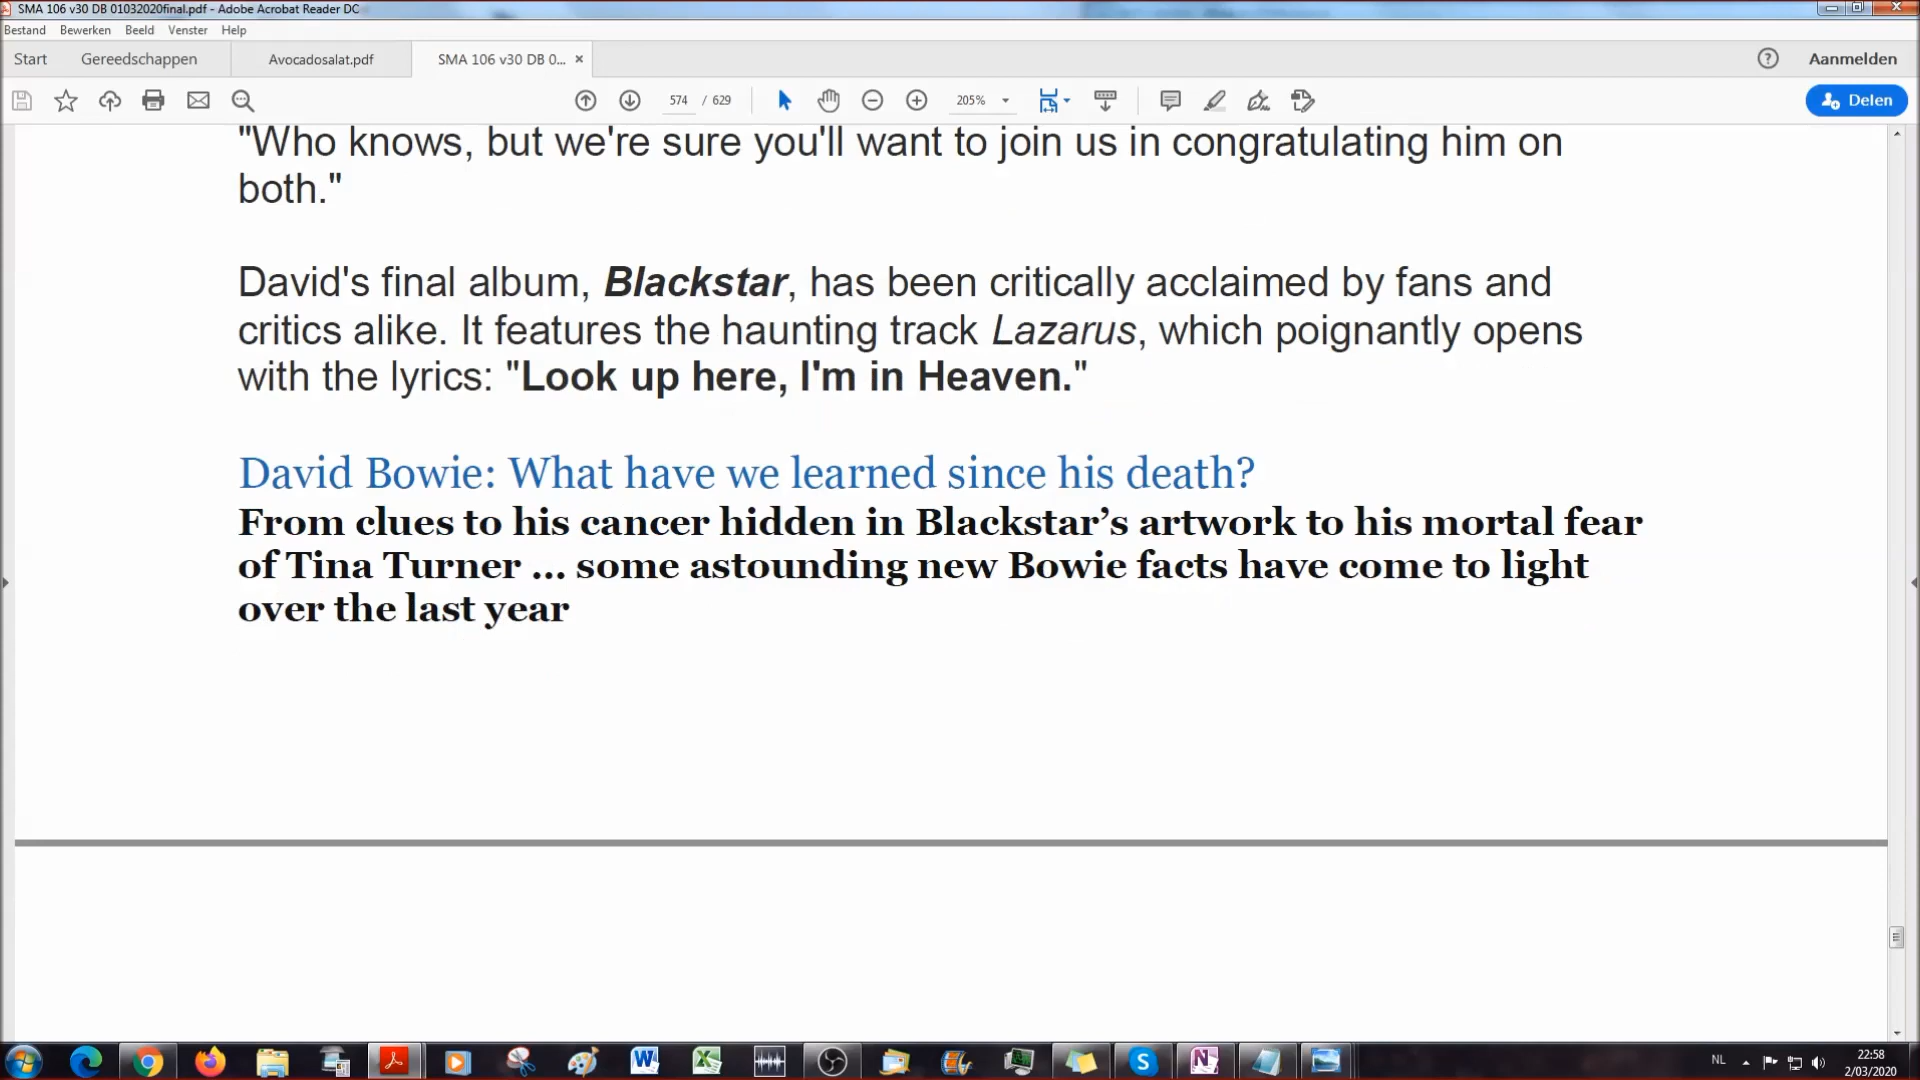 SMA 106 v30 DB 01032020final.pdf - Adobe Acrobat Reader DC
Bestand Bewerken Beeld Venster Help
Start Gereedschappen Avocadosalat.pdf SMA 106 v30 DB 0... × ? Aanmelden
574 / 629 205% Delen
"Who knows, but we're sure you'll want to join us in congratulating him on
both."
David's final album, Blackstar, has been critically acclaimed by fans and
critics alike. It features the haunting track Lazarus, which poignantly opens
with the lyrics: "Look up here, I'm in Heaven."
David Bowie: What have we learned since his death?
From clues to his cancer hidden in Blackstar’s artwork to his mortal fear
of Tina Turner ... some astounding new Bowie facts have come to light
over the last year
NL 22:58
2/03/2020